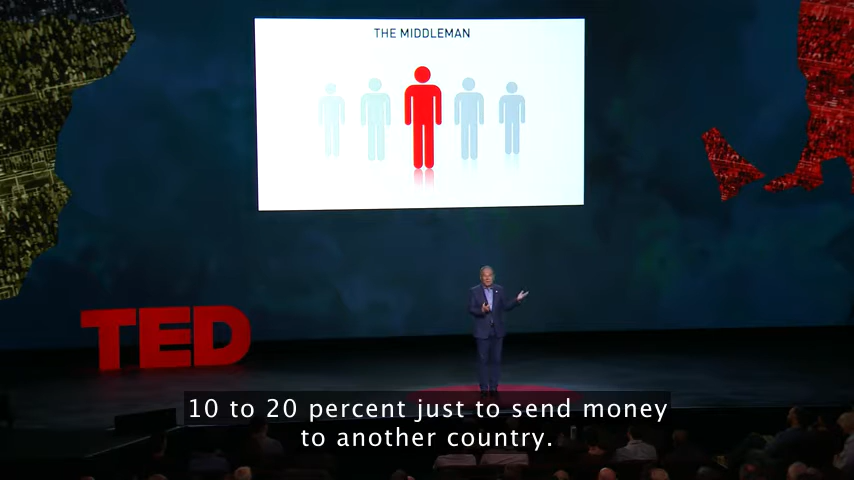 THE MIDDLEMAN
TED
10 to 20 percent just to send money
to another country.